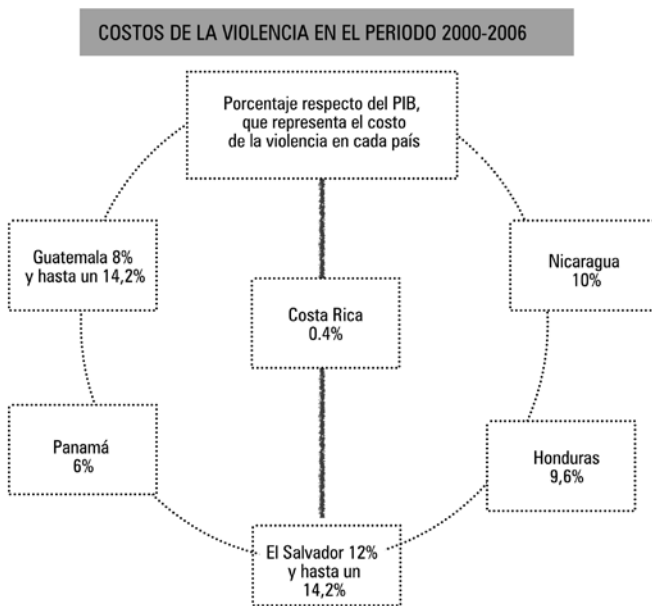 COSTOS DE LA VIOLENCIA EN EL PERIODO 2000-2006
Porcentaje respecto del PIB,
que representa el costo
de la violencia en cada país
Guatemala 8%
y hasta un 14,2%
Nicaragua
10%
Costa Rica
0.4%
Panamá
6%
Honduras
9,6%
El Salvador 12%
y hasta un
14,2%